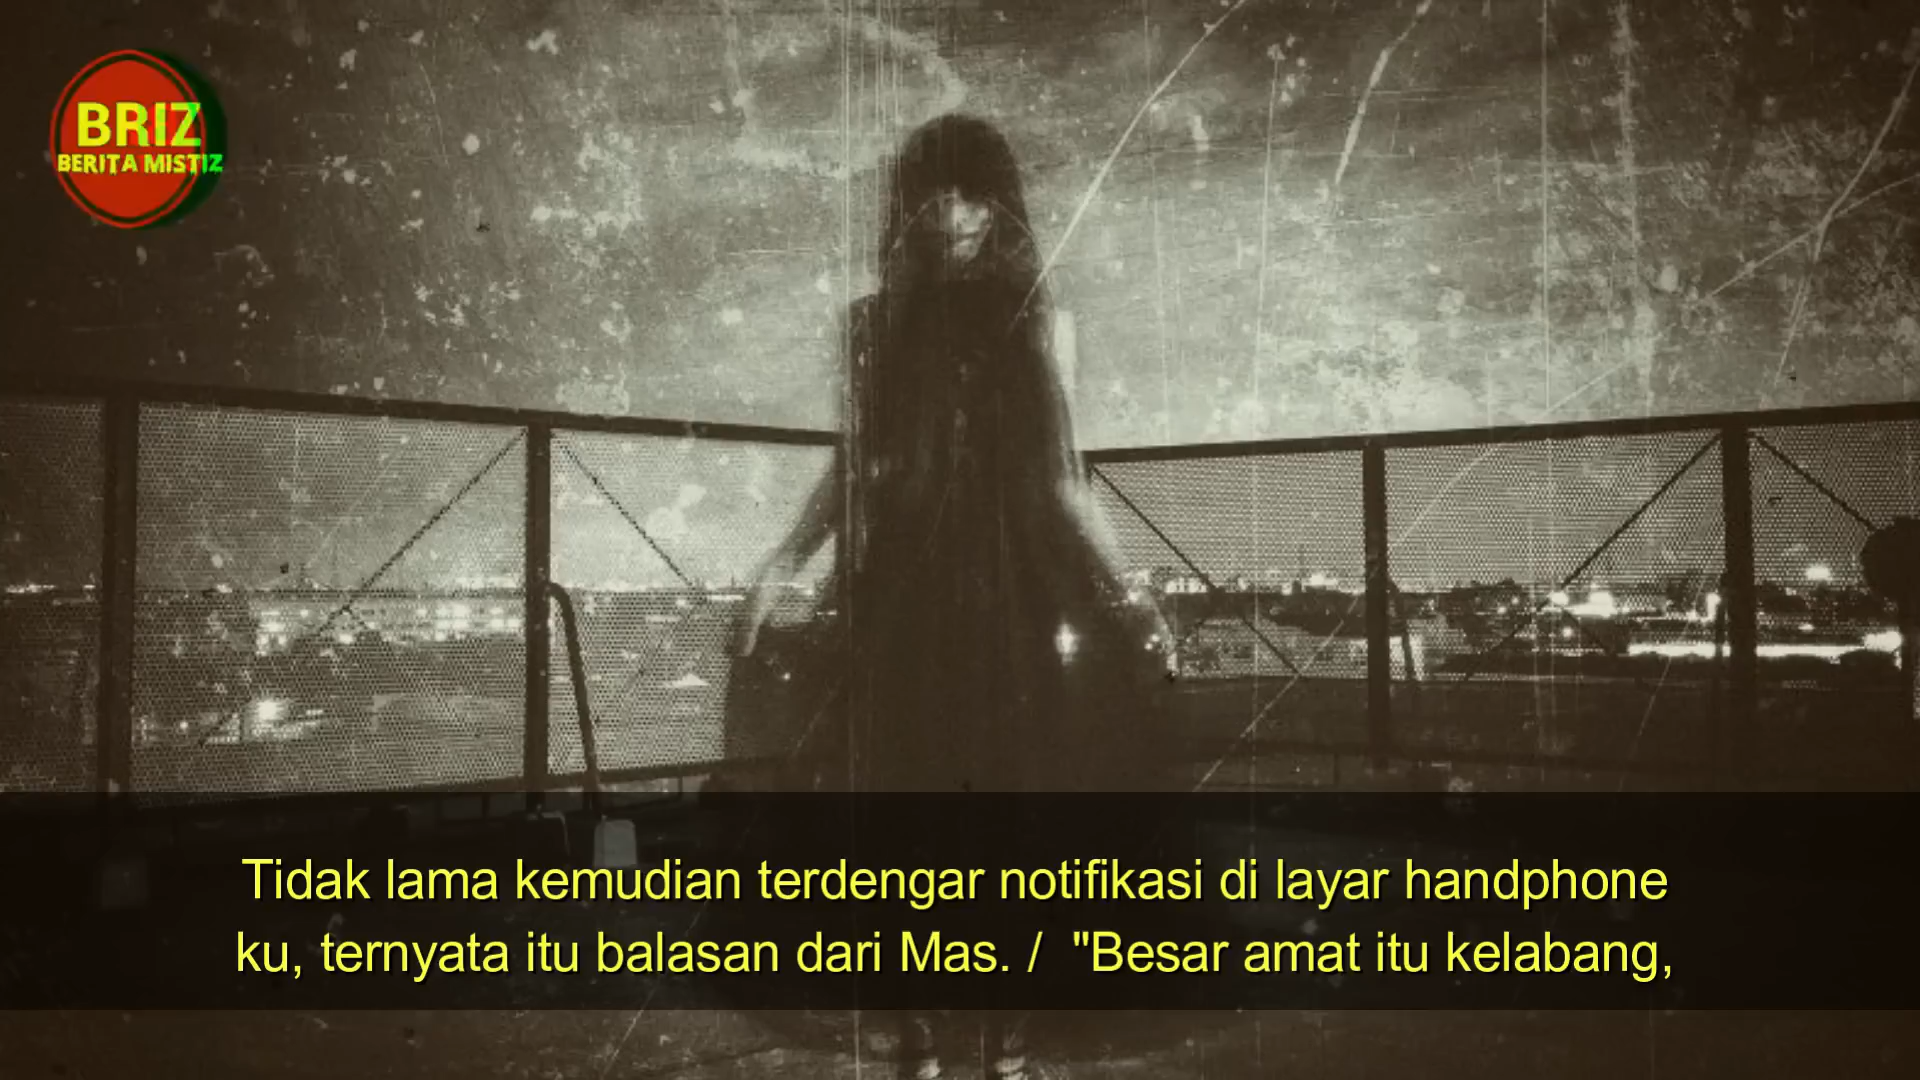 BRIZ
BERITA MISTIZ
Tidak lama kemudian terdengar notifikasi di layar handphone
ku, ternyata itu balasan dari Mas. / "Besar amat itu kelabang,